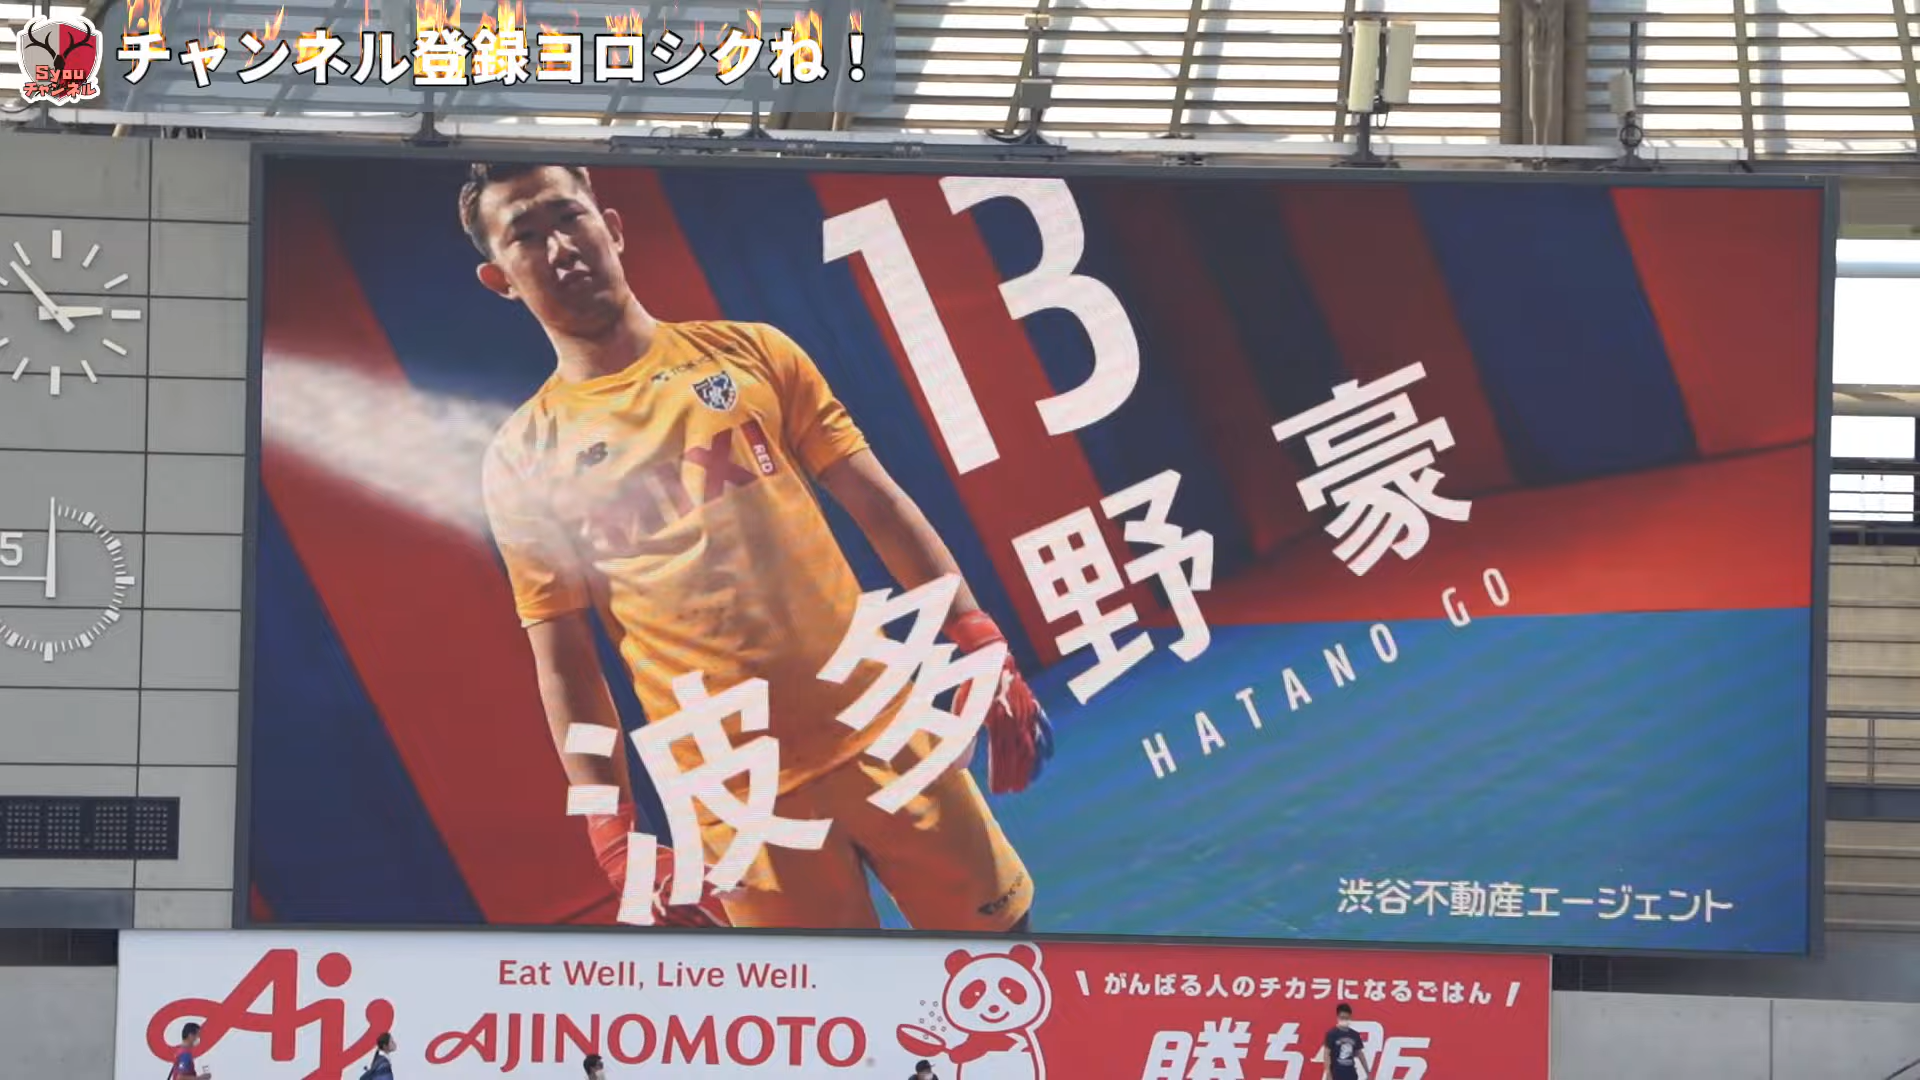 Syou
チャンネル
チャンネル登録ヨロシクね！
13
波多野 豪
HATANO GO
TOKYO
NB
MIXI
RED
渋谷不動産エージェント
5
Eat Well, Live Well.
AJINOMOTO
\ がんばる人のチカラになるごはん /